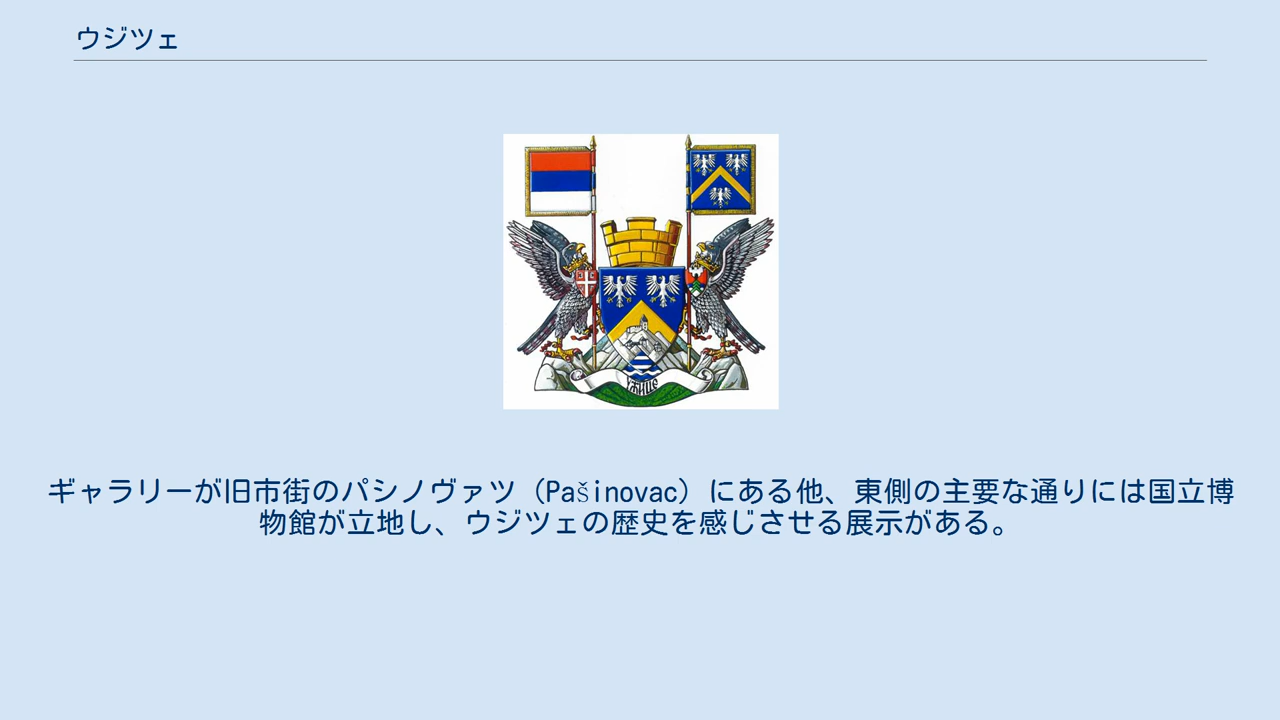 ウジツェ
Ужице
ギャラリーが旧市街のパシノヴァツ（Pašinovac）にある他、東側の主要な通りには国立博
物館が立地し、ウジツェの歴史を感じさせる展示がある。